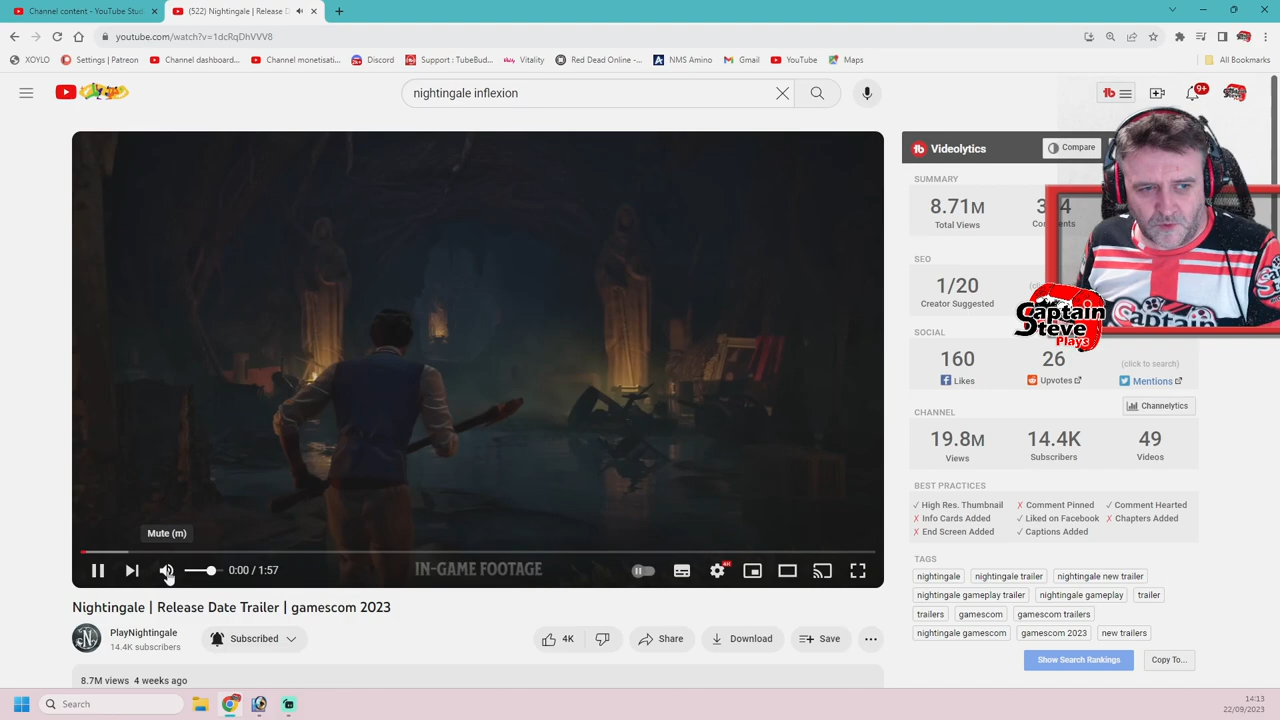 Channel content - YouTube Stud
(522) Nightingale | Release D
youtube.com/watch?v=1dcRqDhVVV8
XOYLO
Settings | Patreon
Channel dashboard...
Channel monetisati...
Discord
Support : TubeBud...
Vitality
Red Dead Online -...
NMS Amino
Gmail
YouTube
Maps
All Bookmarks
nightingale inflexion
tb
9+
Videolytics
Compare
SUMMARY
8.71M
Total Views
SEO
1/20
Creator Suggested
SOCIAL
160
Likes
26
Upvotes
(click to search)
Mentions
CHANNEL
Channelytics
19.8M
Views
14.4K
Subscribers
49
Videos
BEST PRACTICES
✓ High Res. Thumbnail
✗ Comment Pinned
✓ Comment Hearted
✗ Info Cards Added
✓ Liked on Facebook
✗ Chapters Added
✗ End Screen Added
✓ Captions Added
TAGS
nightingale
nightingale trailer
nightingale new trailer
nightingale gameplay trailer
nightingale gameplay
trailer
trailers
gamescom
gamescom trailers
nightingale gamescom
gamescom 2023
new trailers
Show Search Rankings
Copy To...
Captain
Steve
Plays
Captain
Mute (m)
0:00 / 1:57
IN-GAME FOOTAGE
Nightingale | Release Date Trailer | gamescom 2023
PlayNightingale
14.4K subscribers
Subscribed
4K
Share
Download
Save
8.7M views 4 weeks ago
Search
14:13
22/09/2023